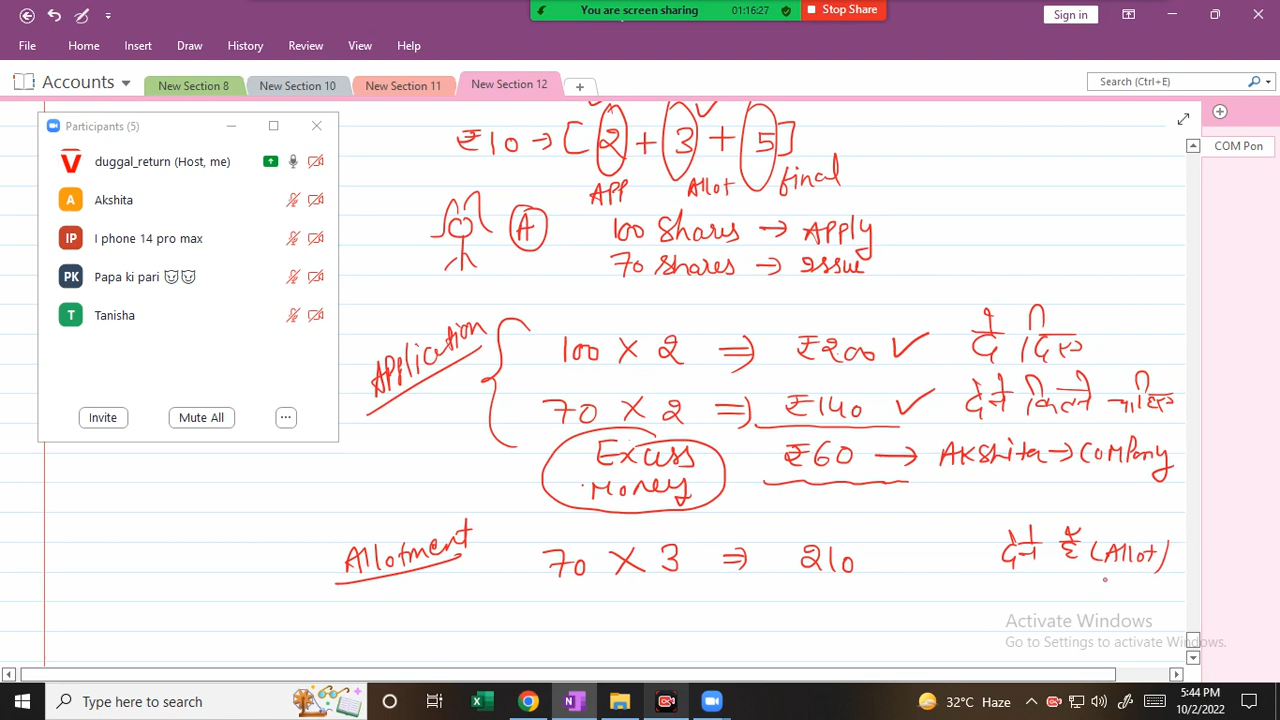 You are screen sharing 01:16:27 Stop Share
Sign in
File Home Insert Draw History Review View Help
Accounts New Section 8 New Section 10 New Section 11 New Section 12 Search (Ctrl+E)
COM Pon
Participants (5)
duggal_return (Host, me)
A Akshita
IP I phone 14 pro max
PK Papa ki pari 😼😼
T Tanisha
Invite Mute All ...
₹10 → [2 + 3 + 5]
APP Allot final
A 100 Shares → APPly
70 Shares → Issue
Application 100 X 2 ⇒ ₹200 ✓
70 X 2 ⇒ ₹140 ✓
Excess ₹60 → AKShita → COMPany
Money
Allotment 70 X 3 ⇒ 210 (Allot)
Activate Windows
Go to Settings to activate Windows.
Type here to search
32°C Haze
5:44 PM
10/2/2022